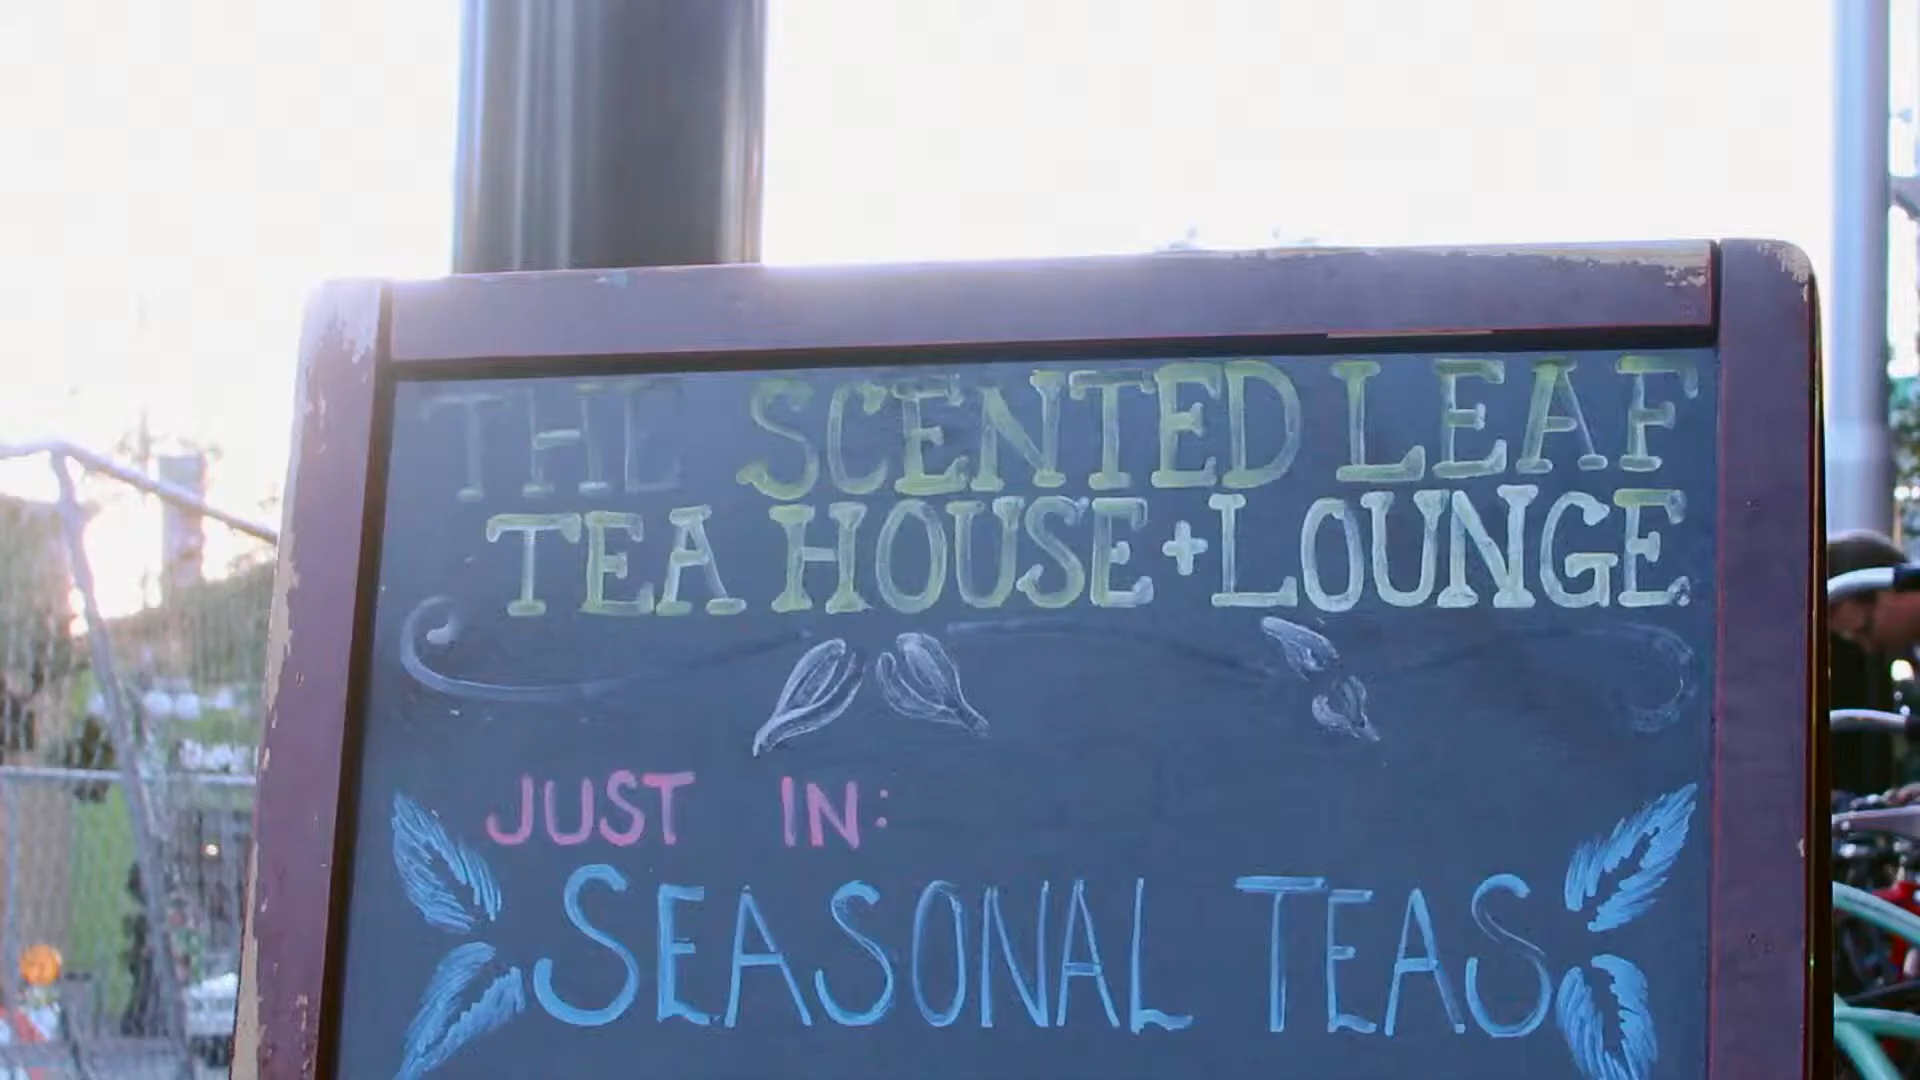 THE SCENTED LEAF
TEA HOUSE + LOUNGE
JUST IN:
SEASONAL TEAS